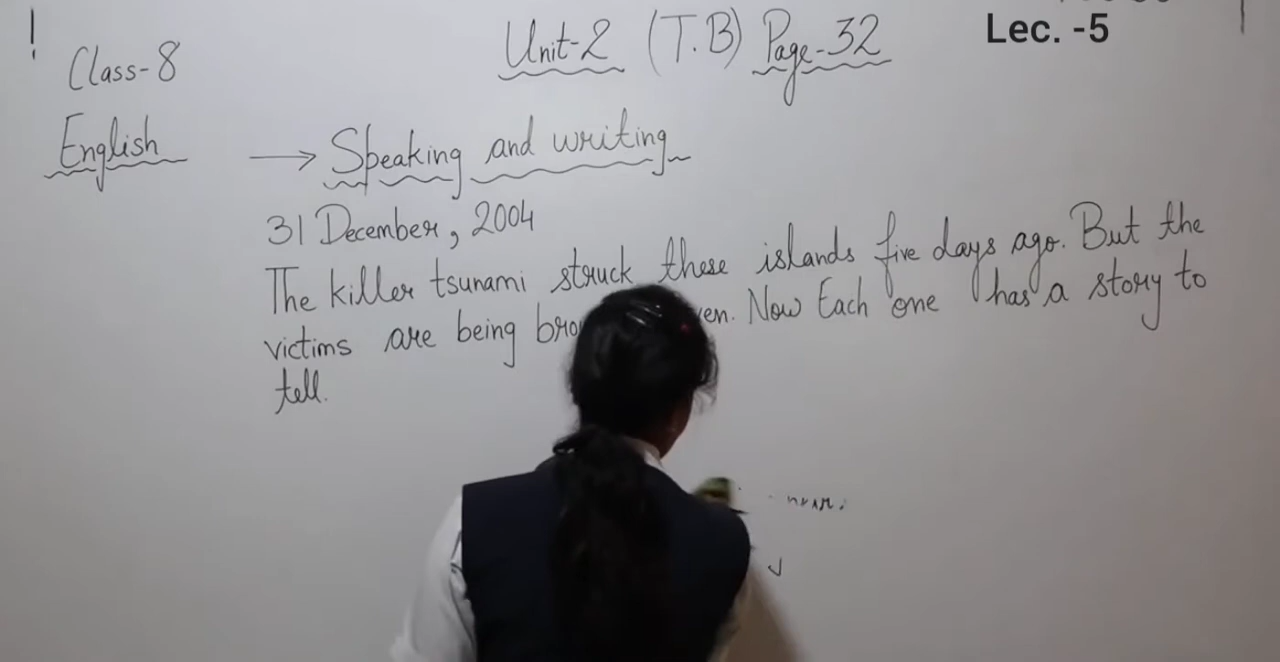 Lec. -5
Unit-2 (T.B) Page-32
Class-8
English
→ Speaking and writing
31 December, 2004
The killer tsunami struck these islands five days ago. But the
victims are being Now Each one has a story to
tell.